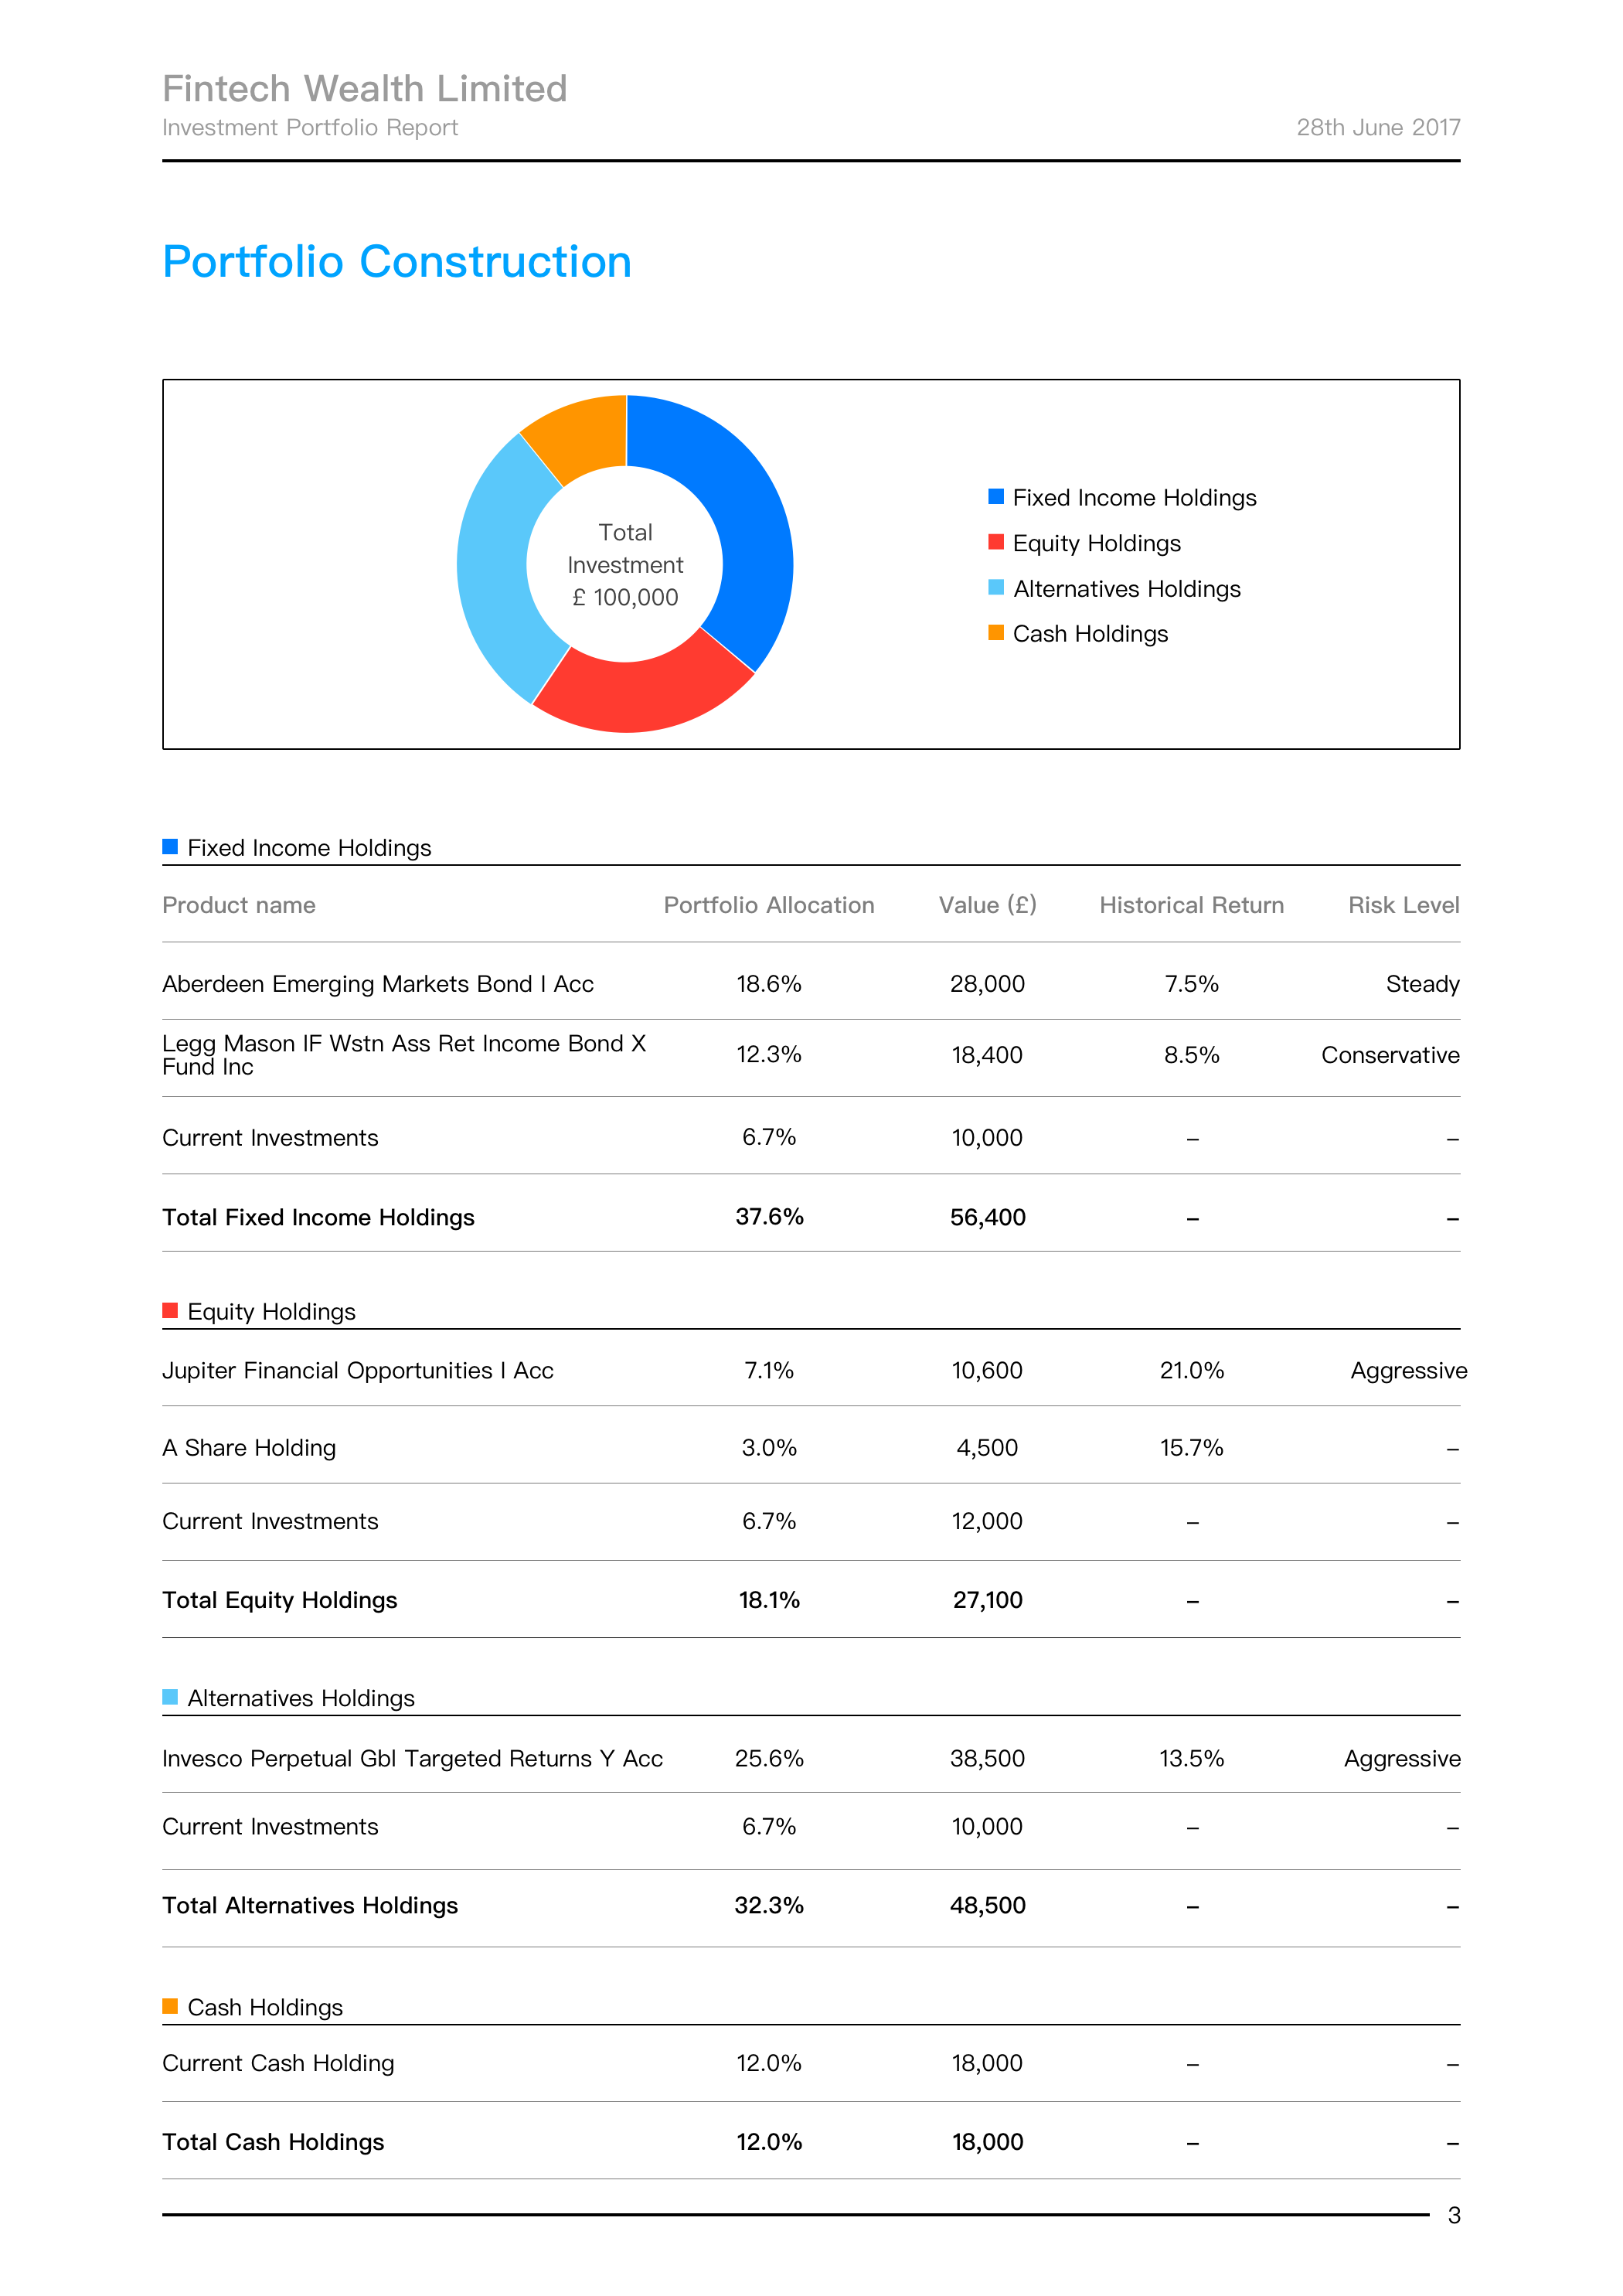 Fintech Wealth Limited
Investment Portfolio Report 28th June 2017
Portfolio Construction
Total
Investment
£ 100,000
Fixed Income Holdings
Equity Holdings
Alternatives Holdings
Cash Holdings
Fixed Income Holdings
Product name Portfolio Allocation Value (£) Historical Return Risk Level
Aberdeen Emerging Markets Bond I Acc 18.6% 28,000 7.5% Steady
Legg Mason IF Wstn Ass Ret Income Bond X
Fund Inc 12.3% 18,400 8.5% Conservative
Current Investments 6.7% 10,000 – –
Total Fixed Income Holdings 37.6% 56,400 – –
Equity Holdings
Jupiter Financial Opportunities I Acc 7.1% 10,600 21.0% Aggressive
A Share Holding 3.0% 4,500 15.7% –
Current Investments 6.7% 12,000 – –
Total Equity Holdings 18.1% 27,100 – –
Alternatives Holdings
Invesco Perpetual Gbl Targeted Returns Y Acc 25.6% 38,500 13.5% Aggressive
Current Investments 6.7% 10,000 – –
Total Alternatives Holdings 32.3% 48,500 – –
Cash Holdings
Current Cash Holding 12.0% 18,000 – –
Total Cash Holdings 12.0% 18,000 – –
3